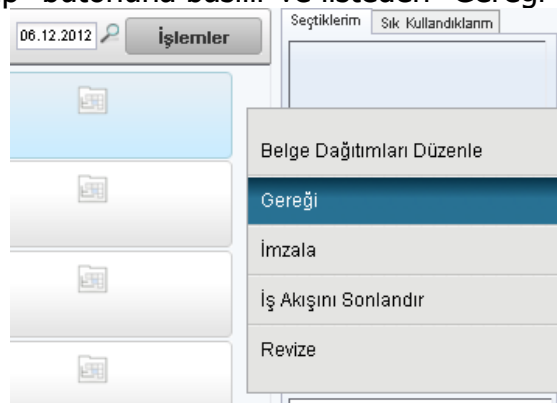 butonuna basılır ve listeden "Gereği
06.12.2012 İşlemler
Seçtiklerim Sık Kullandıklarım
Belge Dağıtımları Düzenle
Gereği
İmzala
İş Akışını Sonlandır
Revize